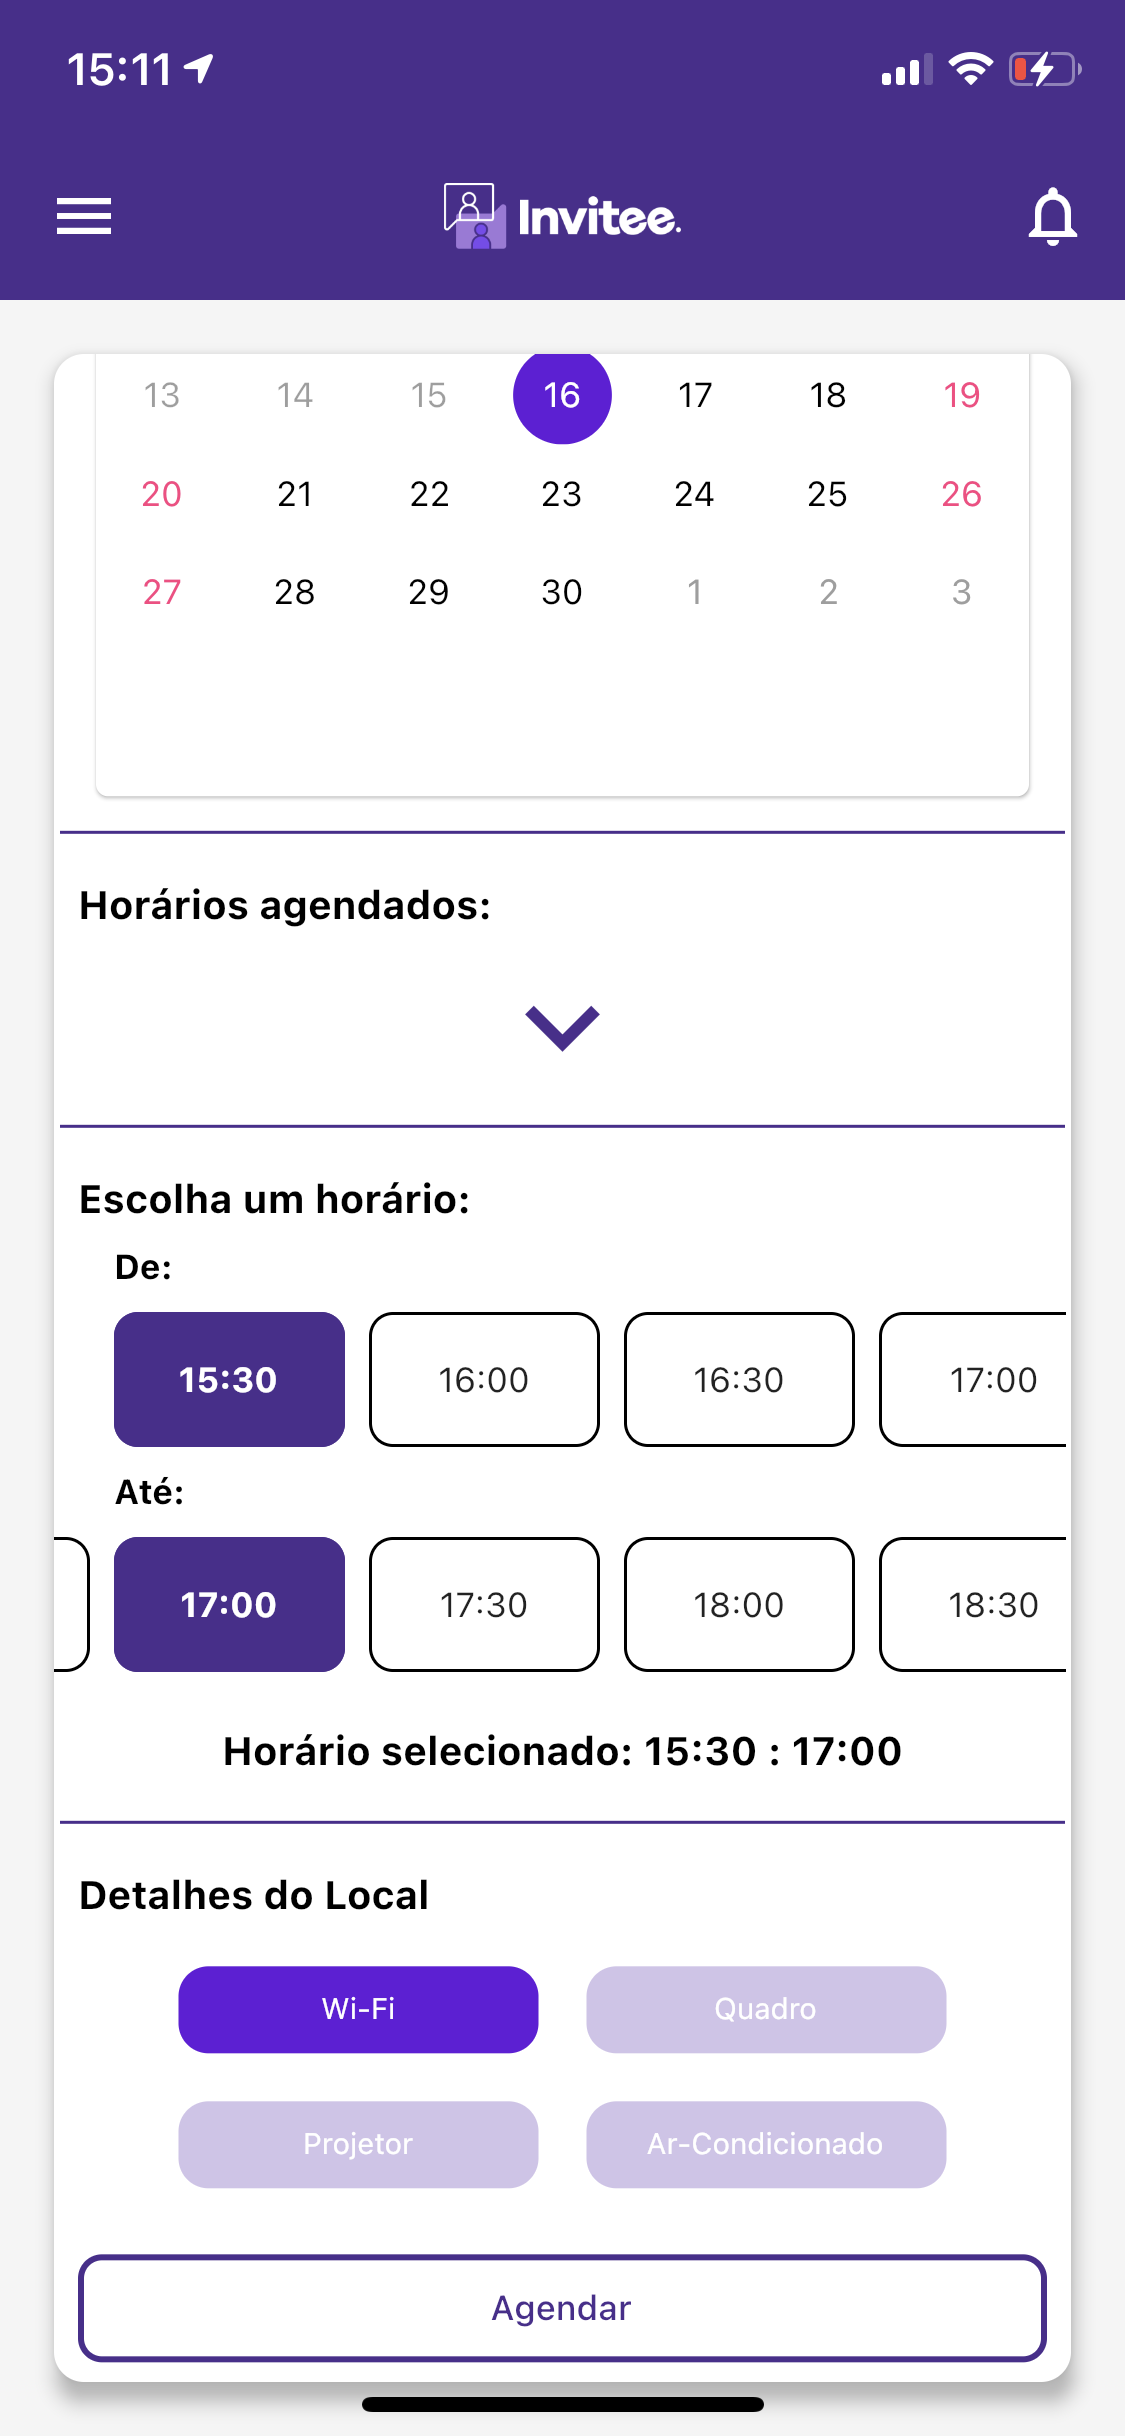 15:11
Invitee.
13 14 15 16 17 18 19
20 21 22 23 24 25 26
27 28 29 30 1 2 3
Horários agendados:
Escolha um horário:
De:
15:30 16:00 16:30 17:00
Até:
17:00 17:30 18:00 18:30
Horário selecionado: 15:30 : 17:00
Detalhes do Local
Wi-Fi Quadro
Projetor Ar-Condicionado
Agendar